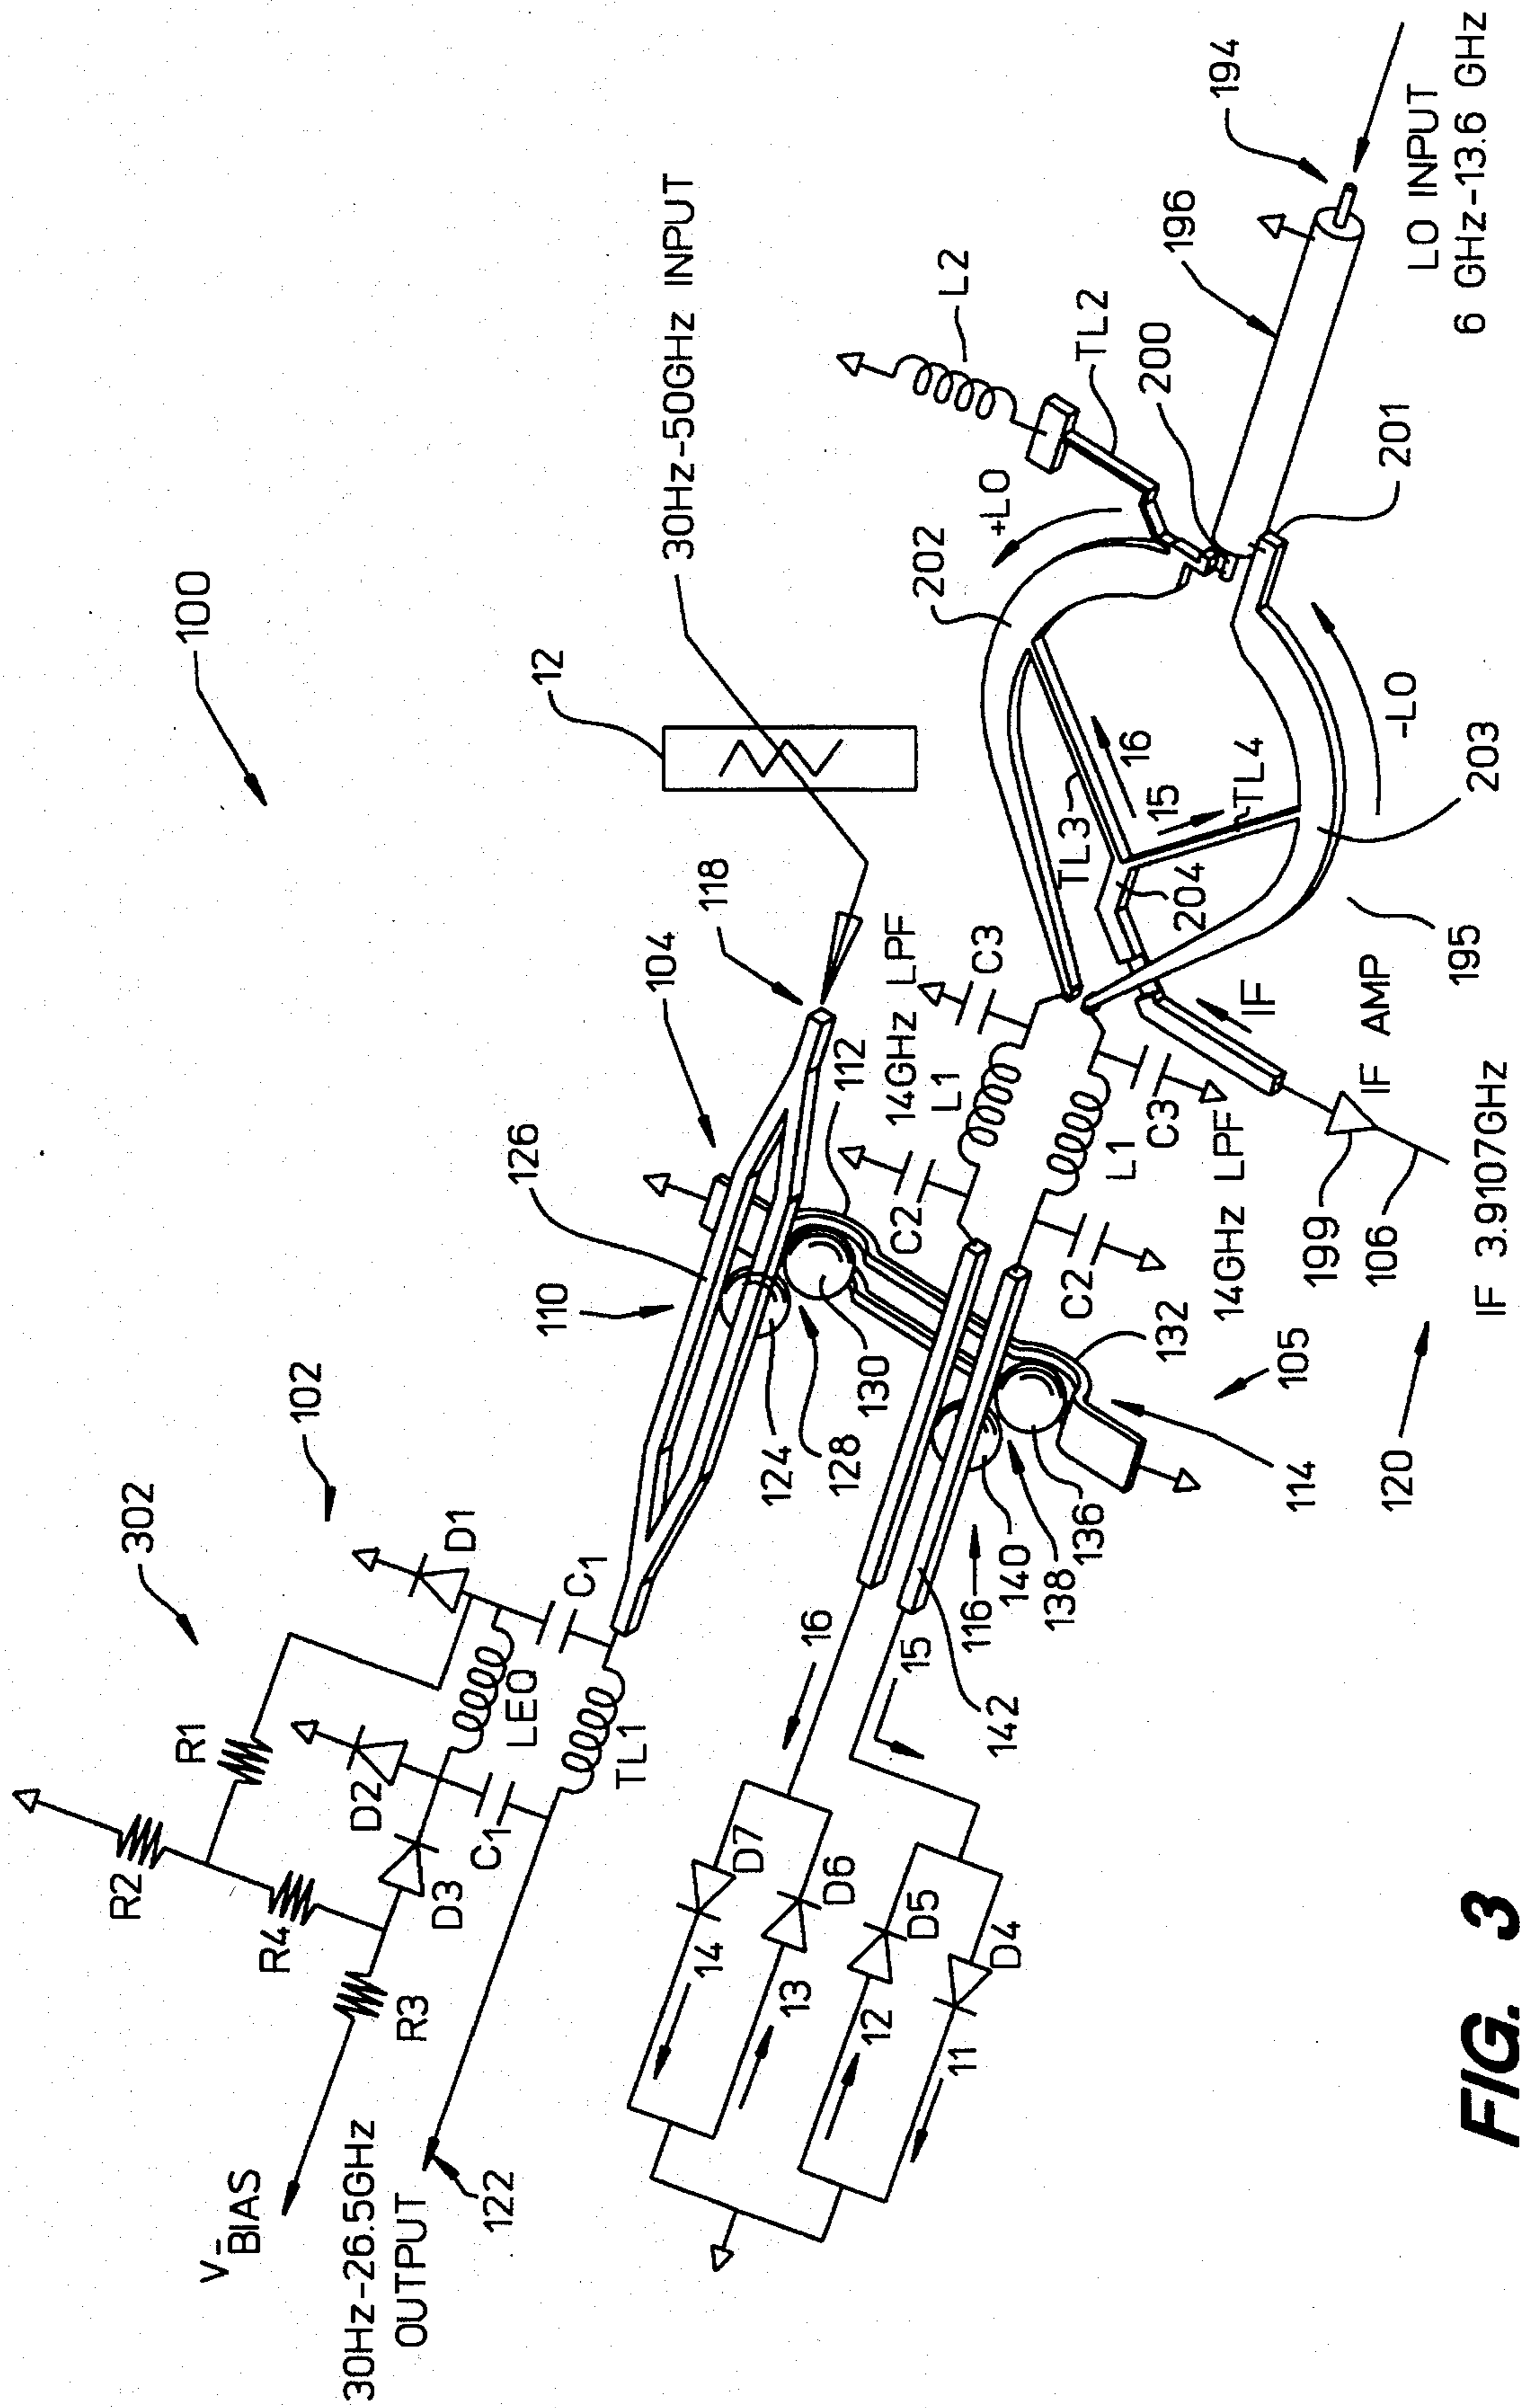 100
302
102
R2
R1
D1
D2
R4
D3
LEQ
C1
C1
R3
TL1
V-
BIAS
30HZ-26.5GHZ
OUTPUT
122
110
126
104
118
12
30HZ-50GHZ INPUT
124
128
130
112
14GHZ LPF
L1
C2
C3
16
15
142
116
140
138
136
132
114
105
C2
L1
C3
14GHZ LPF
D7
14
D6
13
D5
12
D4
11
202
+LO
L2
TL2
200
196
194
LO INPUT
6 GHZ-13.6 GHZ
201
TL3
16
15
TL4
204
-LO
203
195
IF
IF AMP
199
106
IF 3.9107GHZ
120
FIG. 3